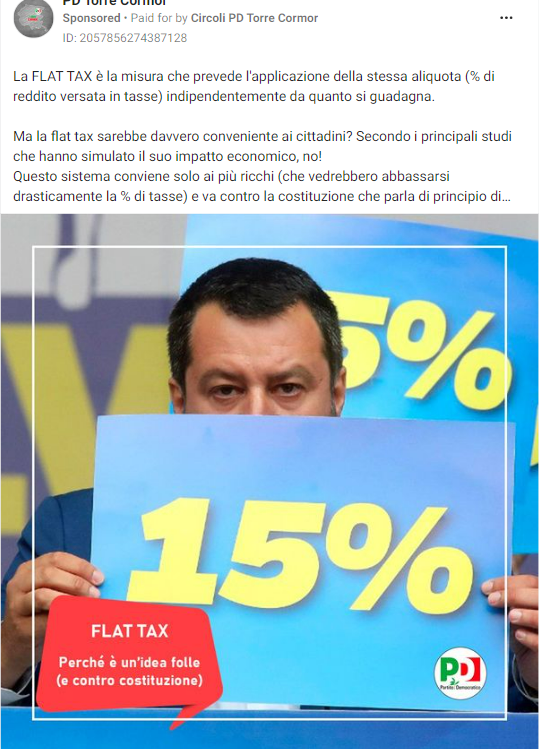 PD Torre Cormor
Sponsored • Paid for by Circoli PD Torre Cormor
ID: 2057856274387128
La FLAT TAX è la misura che prevede l'applicazione della stessa aliquota (% di
reddito versata in tasse) indipendentemente da quanto si guadagna.
Ma la flat tax sarebbe davvero conveniente ai cittadini? Secondo i principali studi
che hanno simulato il suo impatto economico, no!
Questo sistema conviene solo ai più ricchi (che vedrebbero abbassarsi
drasticamente la % di tasse) e va contro la costituzione che parla di principio di...
5%
15%
FLAT TAX
Perché è un'idea folle
(e contro costituzione)
PD
Partito Democratico